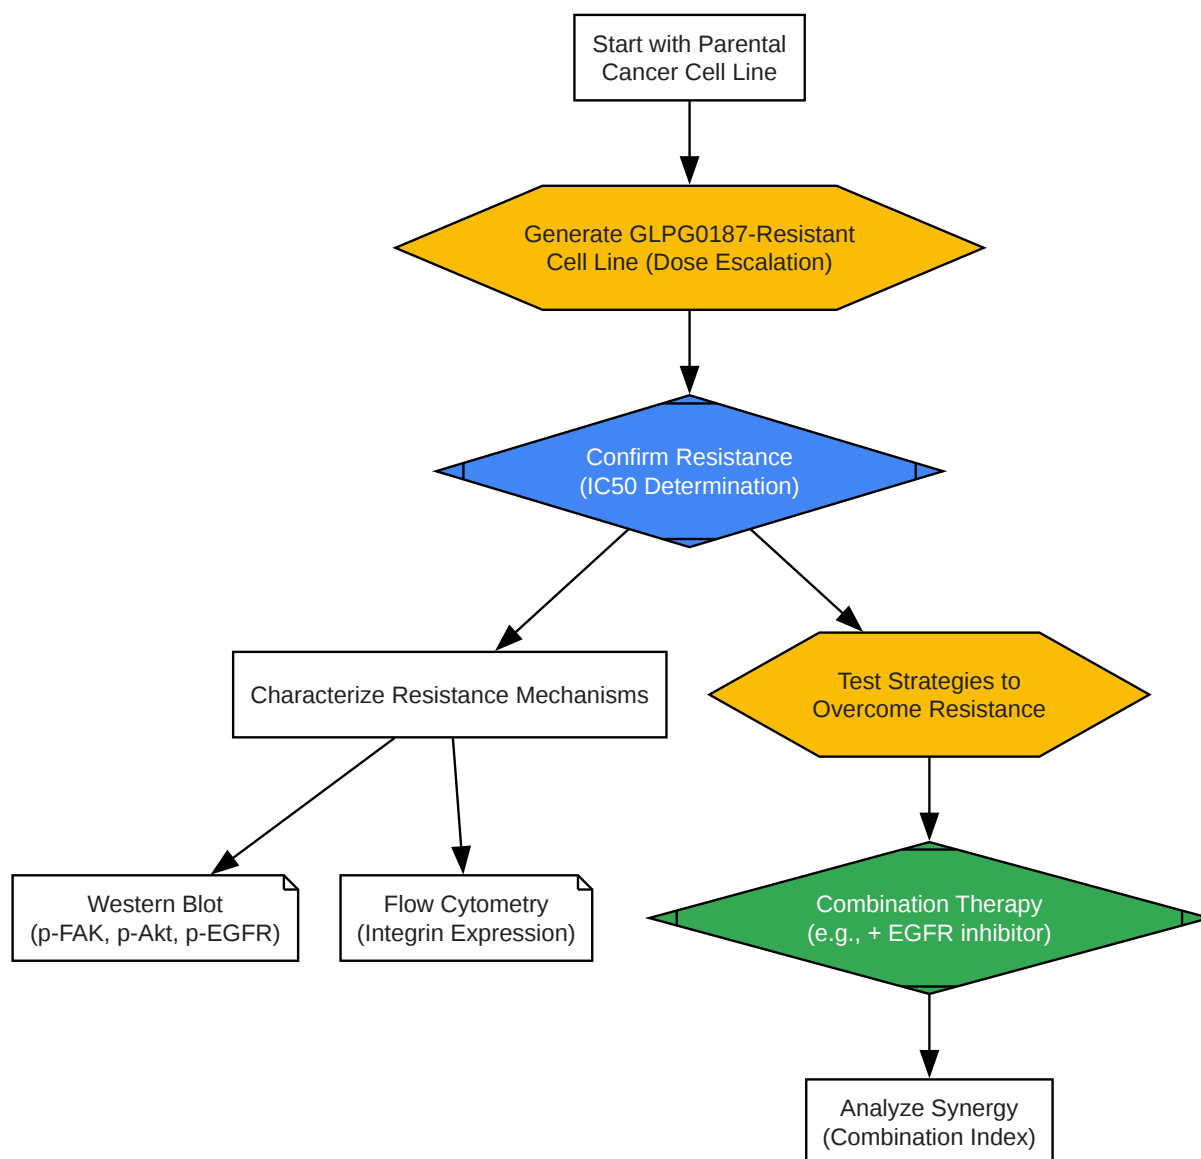 Start with Parental
Cancer Cell Line
Generate GLPG0187-Resistant
Cell Line (Dose Escalation)
Confirm Resistance
(IC50 Determination)
Characterize Resistance Mechanisms
Test Strategies to
Overcome Resistance
Western Blot
(p-FAK, p-Akt, p-EGFR)
Flow Cytometry
(Integrin Expression)
Combination Therapy
(e.g., + EGFR inhibitor)
Analyze Synergy
(Combination Index)